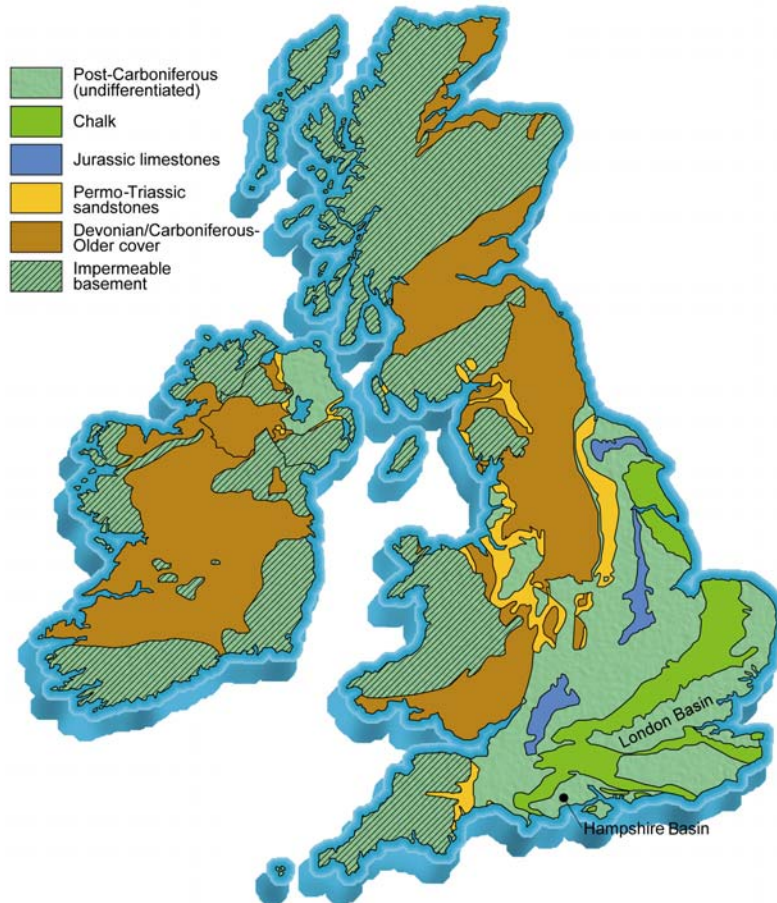 Post-Carboniferous
(undifferentiated)
Chalk
Jurassic limestones
Permo-Triassic
sandstones
Devonian/Carboniferous-
Older cover
Impermeable
basement
London Basin
Hampshire Basin